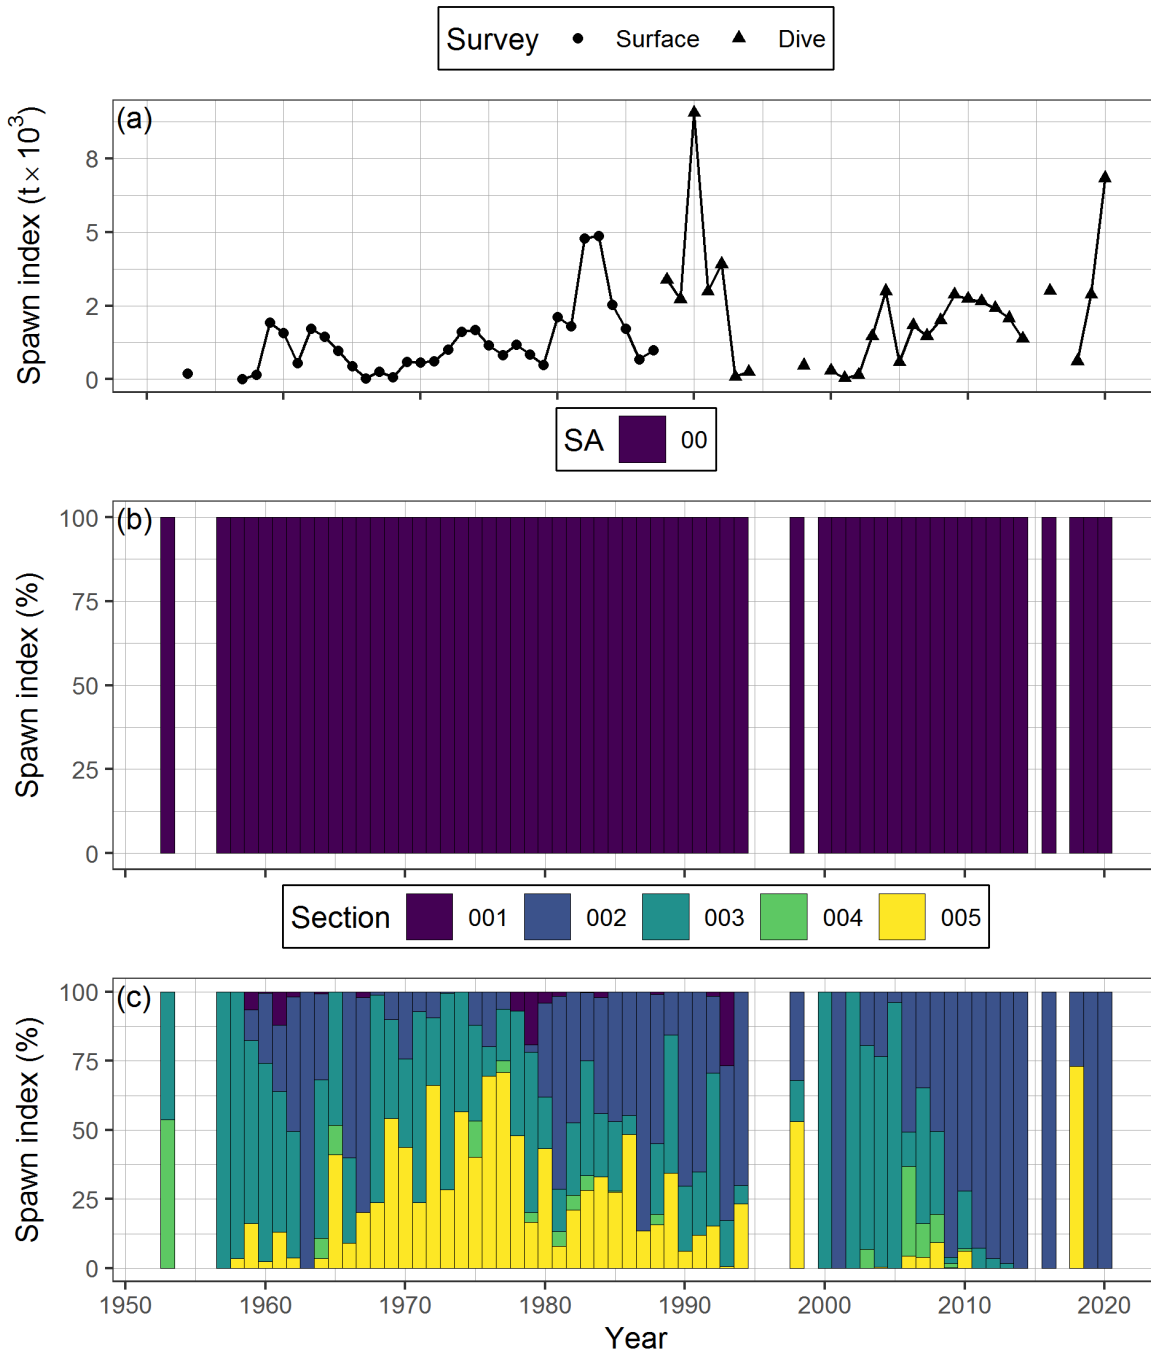 Survey Surface Dive
(a)
Spawn index (t × 10³)
8
5
2
0
SA 00
(b)
Spawn index (%)
100
75
50
25
0
Section 001 002 003 004 005
(c)
Spawn index (%)
100
75
50
25
0
1950 1960 1970 1980 1990 2000 2010 2020
Year